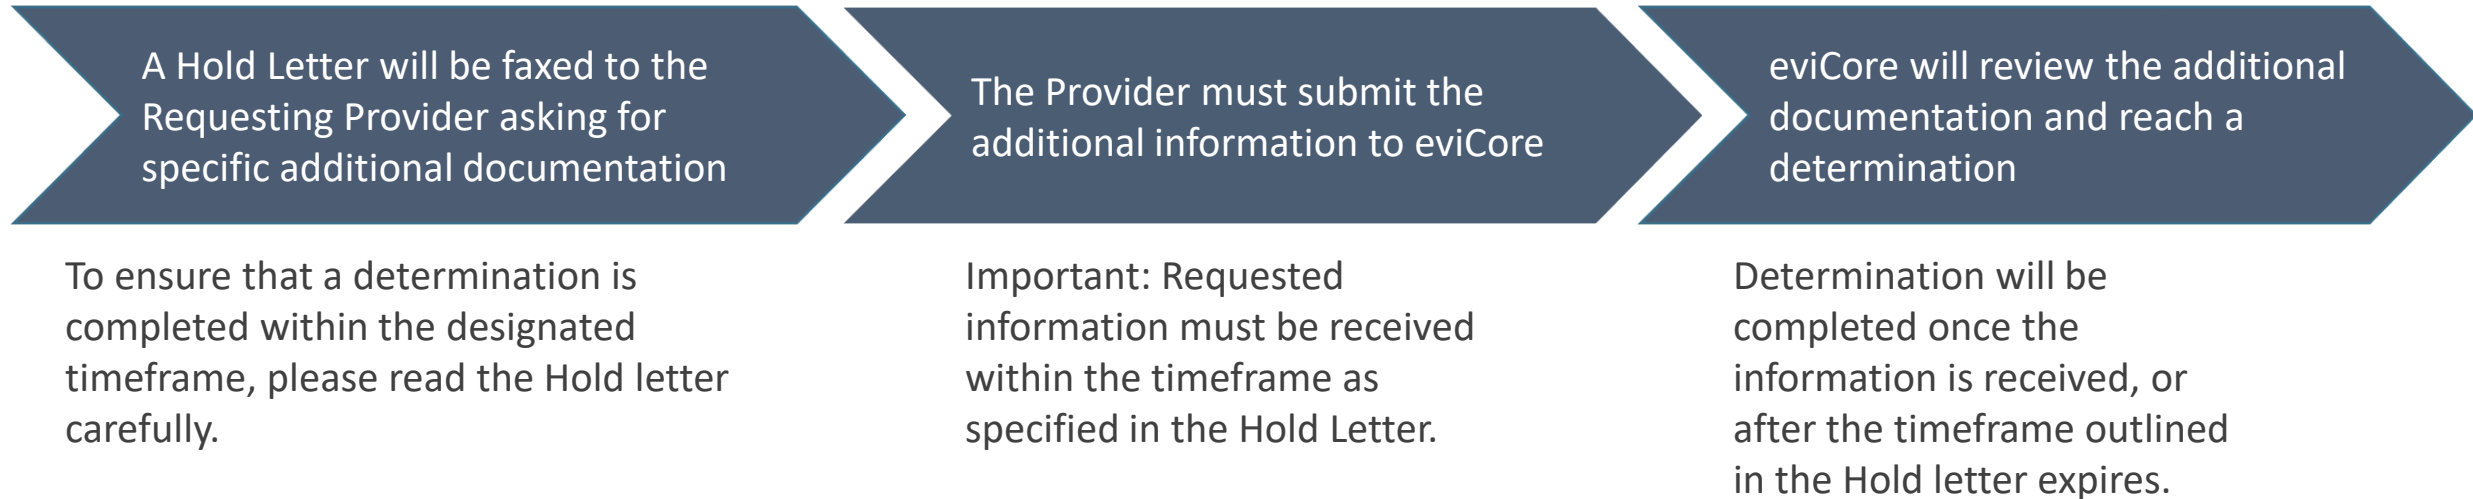 A Hold Letter will be faxed to the
Requesting Provider asking for
specific additional documentation
To ensure that a determination is
completed within the designated
timeframe, please read the Hold letter
carefully.
The Provider must submit the
additional information to eviCore
Important: Requested
information must be received
within the timeframe as
specified in the Hold Letter.
eviCore will review the additional
documentation and reach a
determination
Determination will be
completed once the
information is received, or
after the timeframe outlined
in the Hold letter expires.